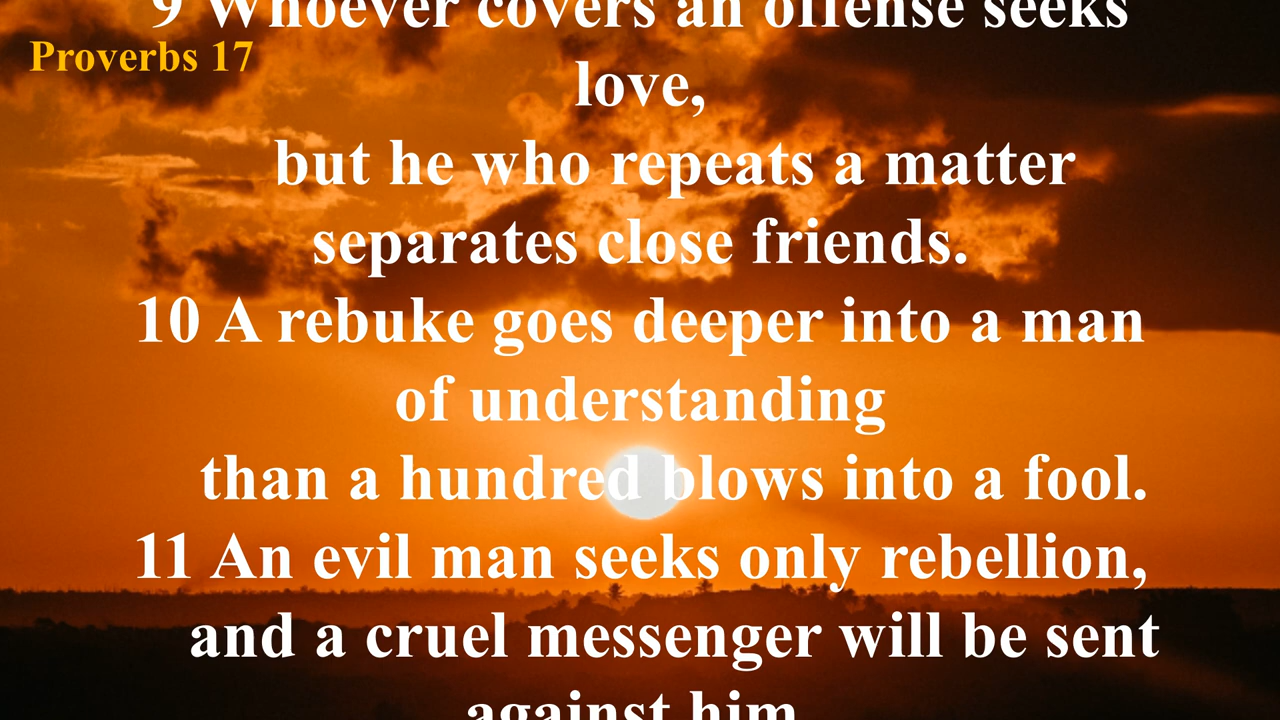 9 Whoever covers an offense seeks
Proverbs 17
love,
but he who repeats a matter
separates close friends.
10 A rebuke goes deeper into a man
of understanding
than a hundred blows into a fool.
11 An evil man seeks only rebellion,
and a cruel messenger will be sent
against him